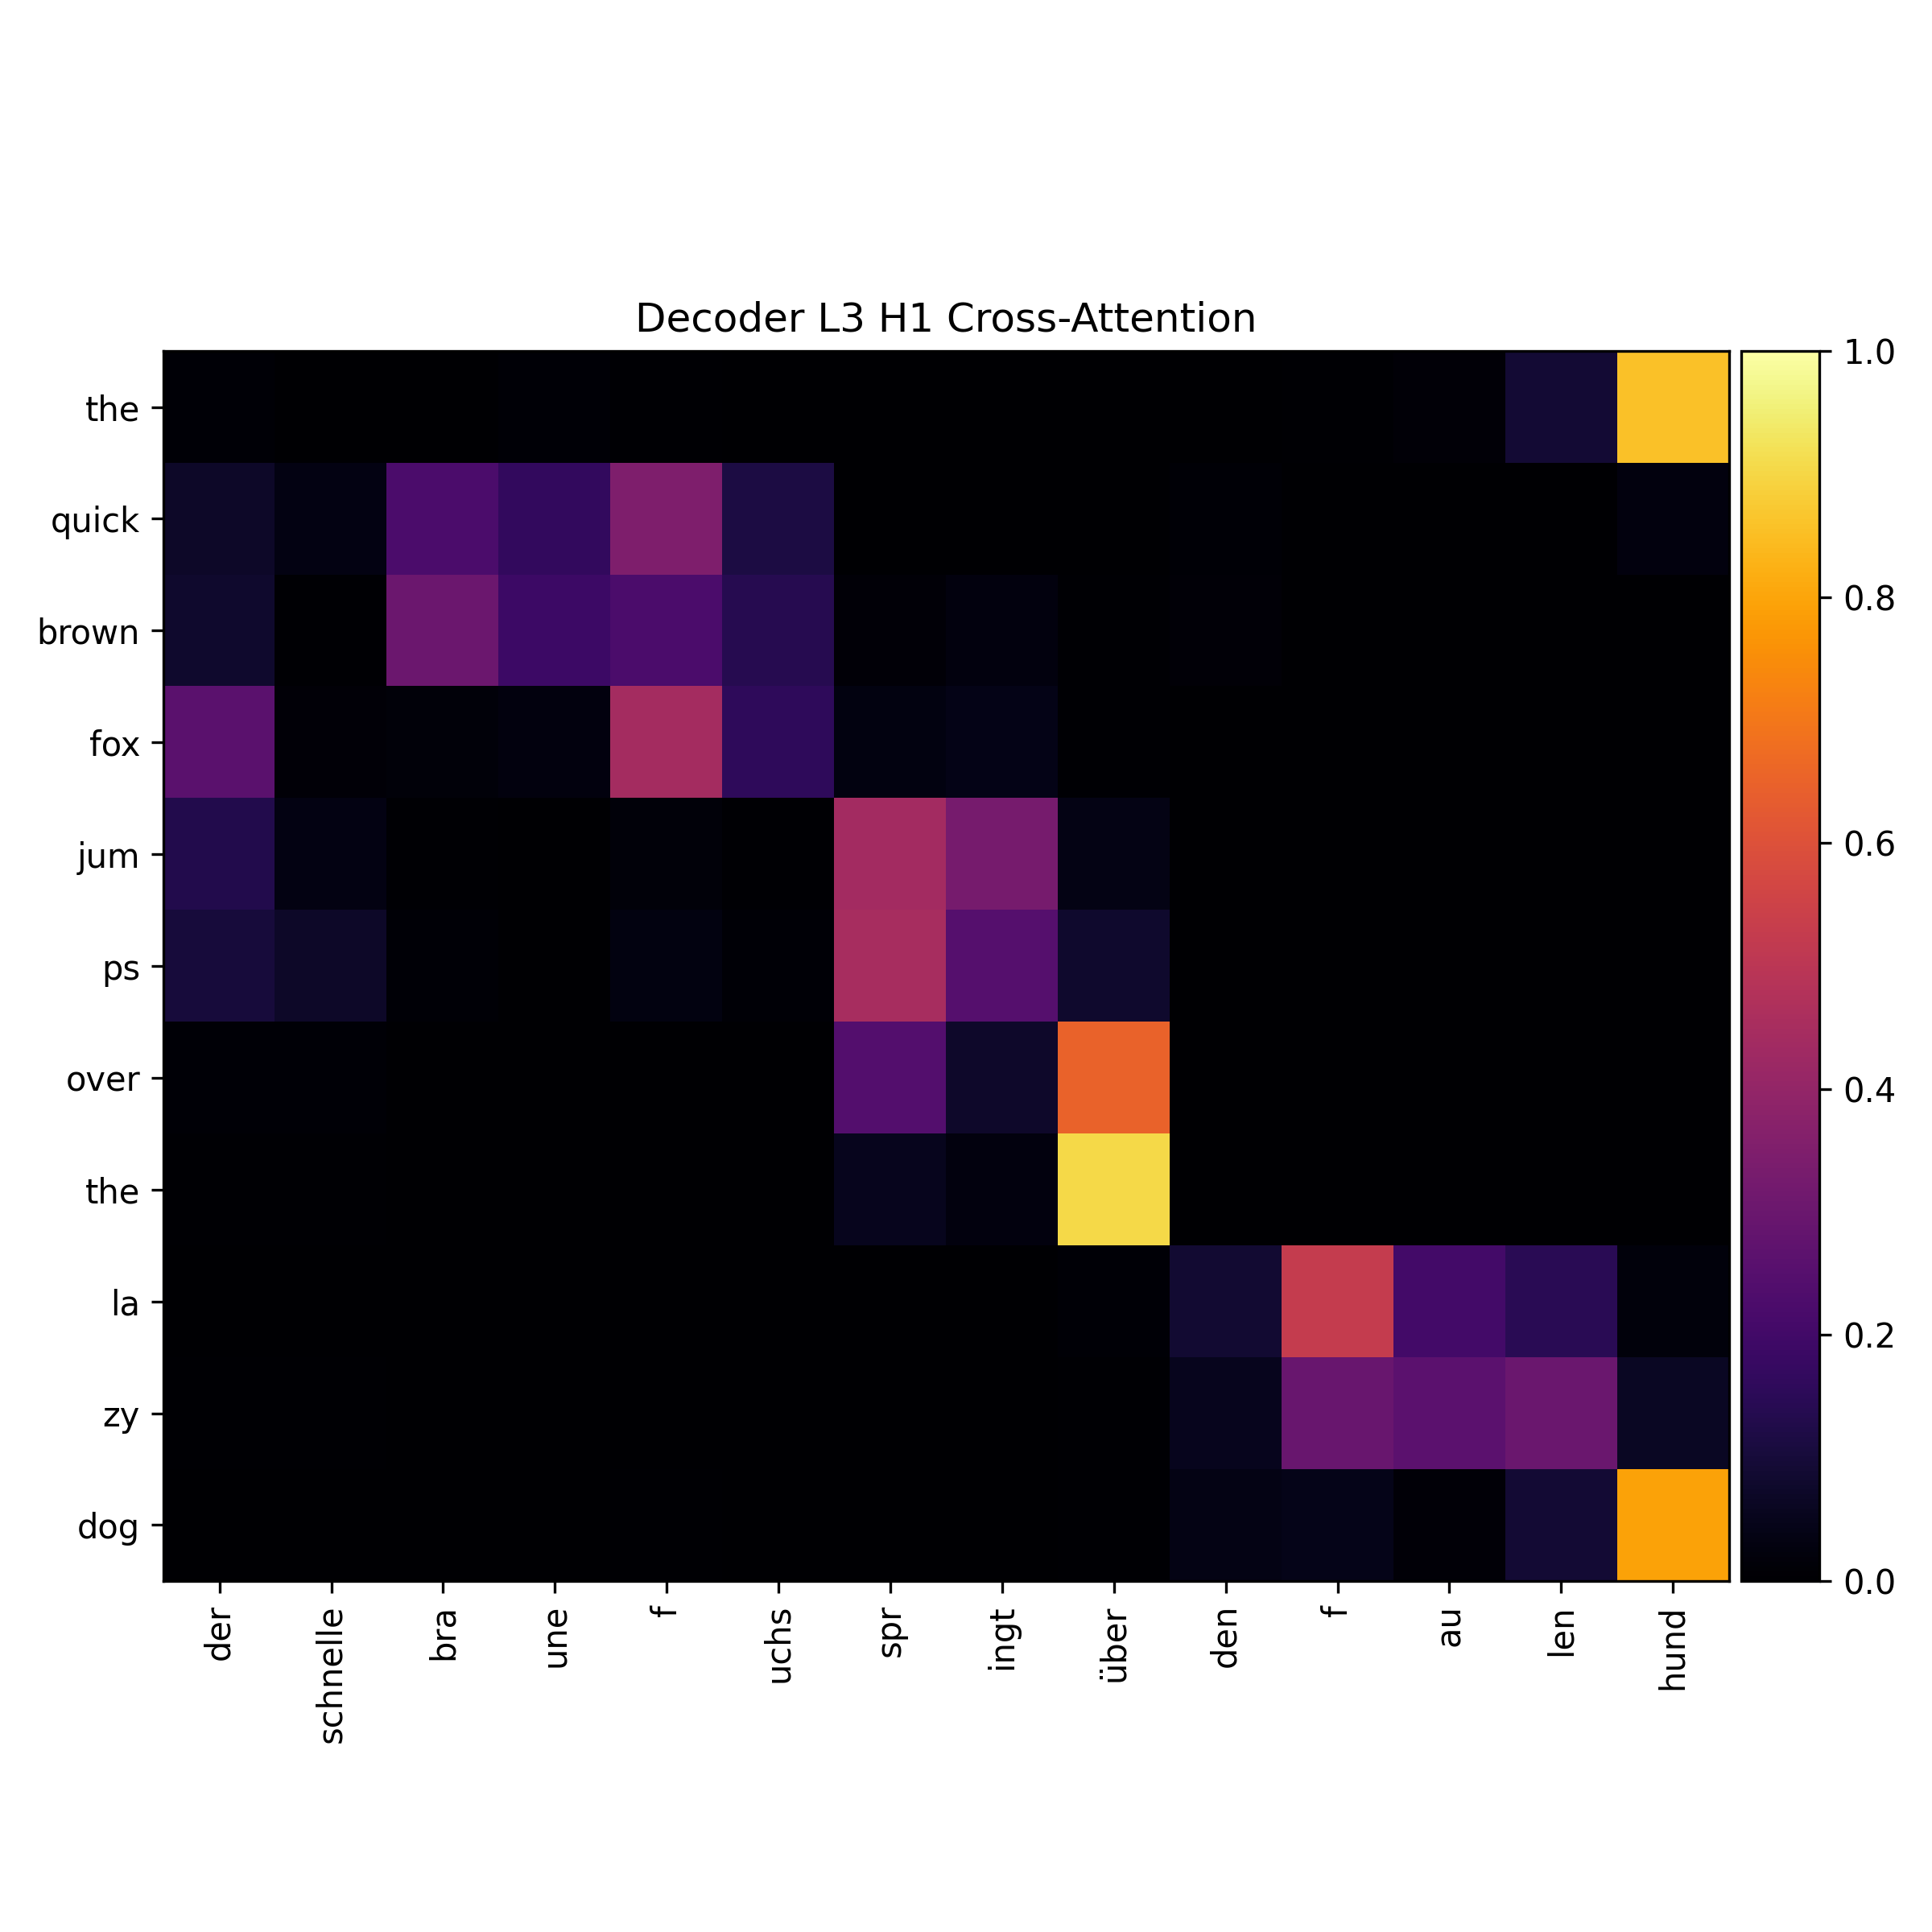 Decoder L3 H1 Cross-Attention
the
quick
brown
fox
jum
ps
over
the
la
zy
dog
der
schnelle
bra
une
f
uchs
spr
ingt
über
den
f
au
len
hund
1.0
0.8
0.6
0.4
0.2
0.0